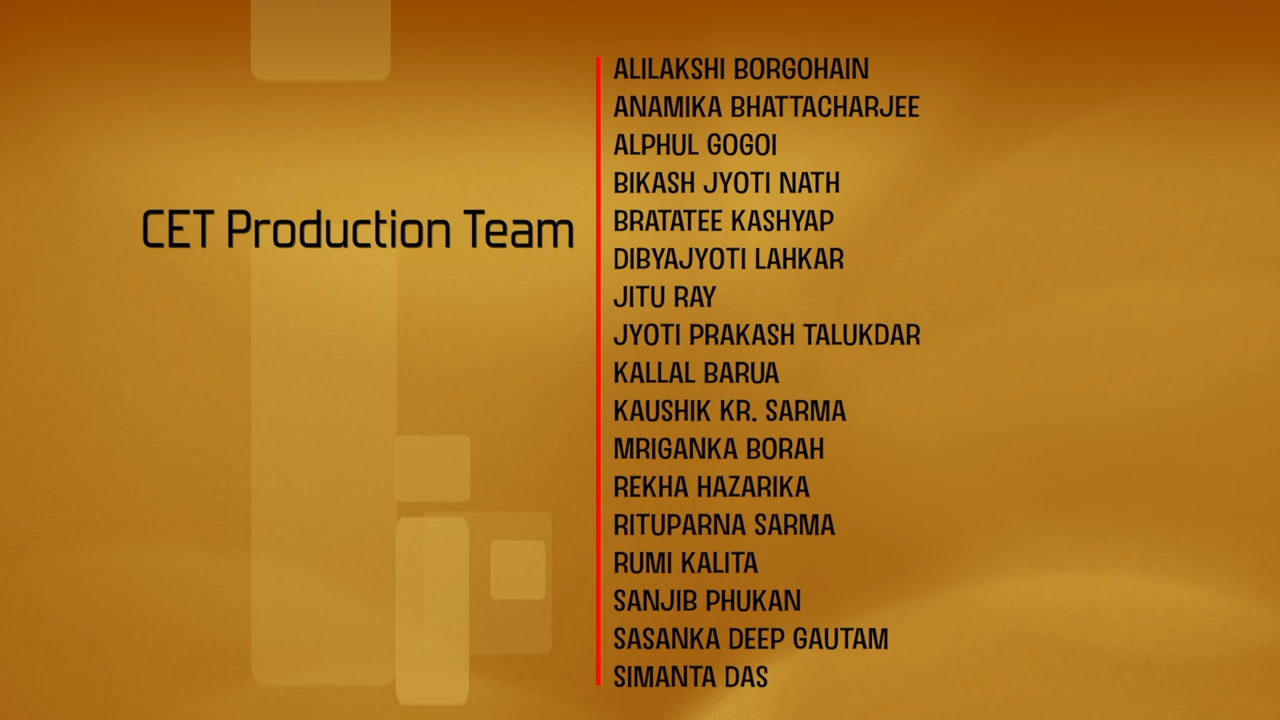 CET Production Team
ALILAKSHI BORGOHAIN
ANAMIKA BHATTACHARJEE
ALPHUL GOGOI
BIKASH JYOTI NATH
BRATATEE KASHYAP
DIBYAJYOTI LAHKAR
JITU RAY
JYOTI PRAKASH TALUKDAR
KALLAL BARUA
KAUSHIK KR. SARMA
MRIGANKA BORAH
REKHA HAZARIKA
RITUPARNA SARMA
RUMI KALITA
SANJIB PHUKAN
SASANKA DEEP GAUTAM
SIMANTA DAS